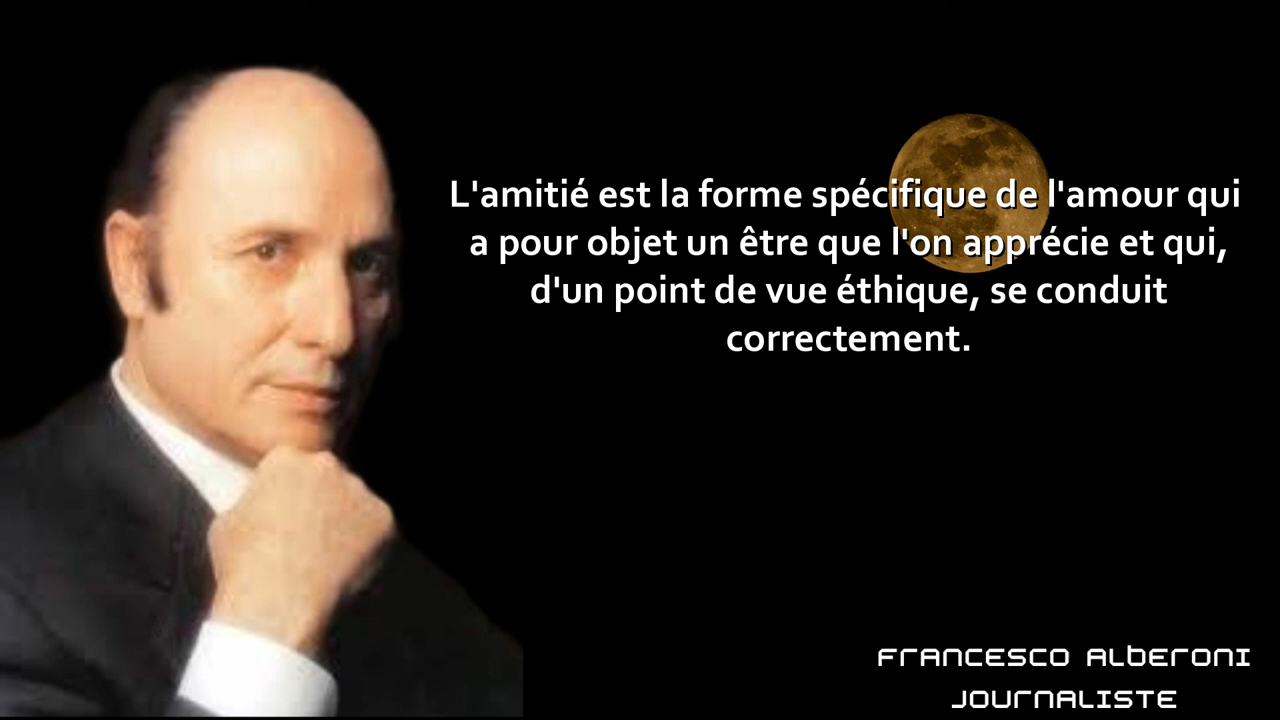 L'amitié est la forme spécifique de l'amour qui
a pour objet un être que l'on apprécie et qui,
d'un point de vue éthique, se conduit
correctement.
Francesco Alberoni
Journaliste